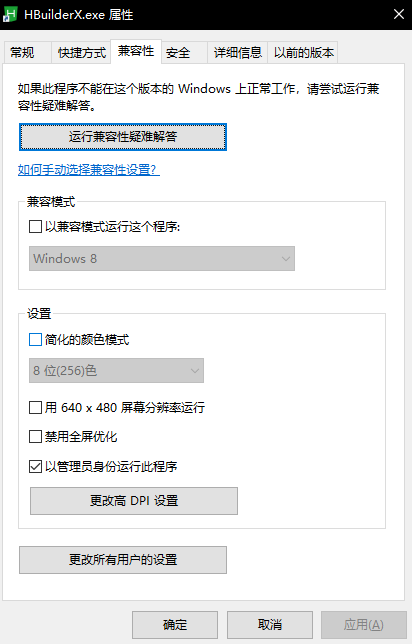 HBuilderX.exe 属性
常规 快捷方式 兼容性 安全 详细信息 以前的版本
如果此程序不能在这个版本的 Windows 上正常工作，请尝试运行兼
容性疑难解答。
运行兼容性疑难解答
如何手动选择兼容性设置?
兼容模式
以兼容模式运行这个程序:
Windows 8
设置
简化的颜色模式
8 位(256)色
用 640 x 480 屏幕分辨率运行
禁用全屏优化
以管理员身份运行此程序
更改高 DPI 设置
更改所有用户的设置
确定 取消 应用(A)